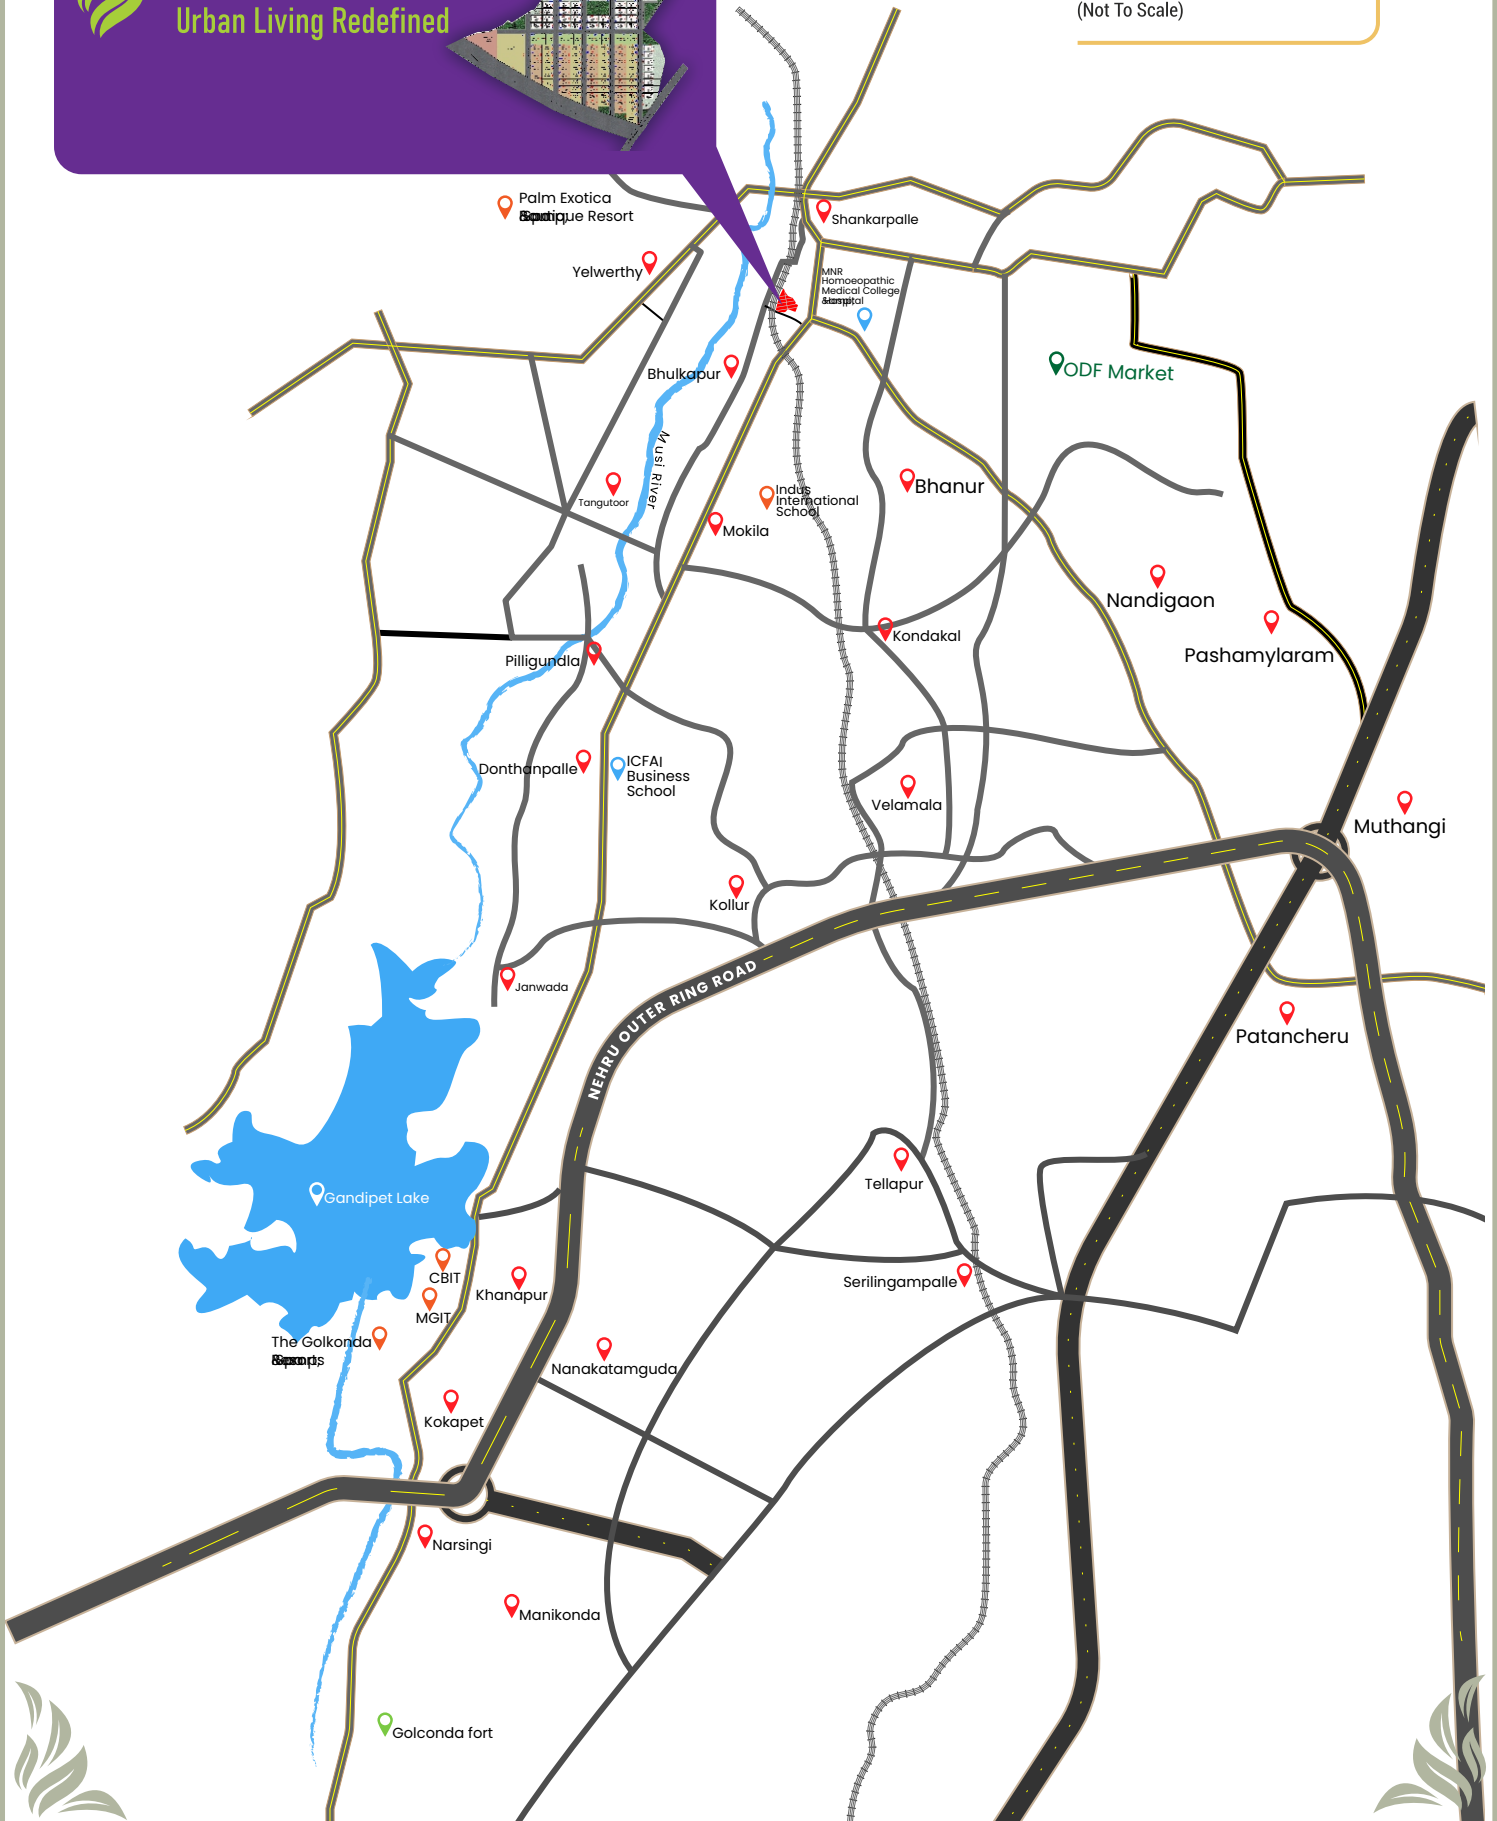 Urban Living Redefined
(Not To Scale)
Palm Exotica
Boutique Resort
Shankarpalle
Yelwerthy
MNR
Homoeopathic
Medical College
Hospital
Bhulkapur
ODF Market
Musi River
Tangutoor
Indus
International
School
Bhanur
Mokila
Nandigaon
Kondakal
Pashamylaram
Pilligundla
Donthanpalle
ICFAI
Business
School
Velamala
Muthangi
Kollur
Janwada
NEHRU OUTER RING ROAD
Patancheru
Gandipet Lake
Tellapur
CBIT
Khanapur
Serilingampalle
MGIT
The Golkonda
Resorts
Nanakatamguda
Kokapet
Narsingi
Manikonda
Golconda fort